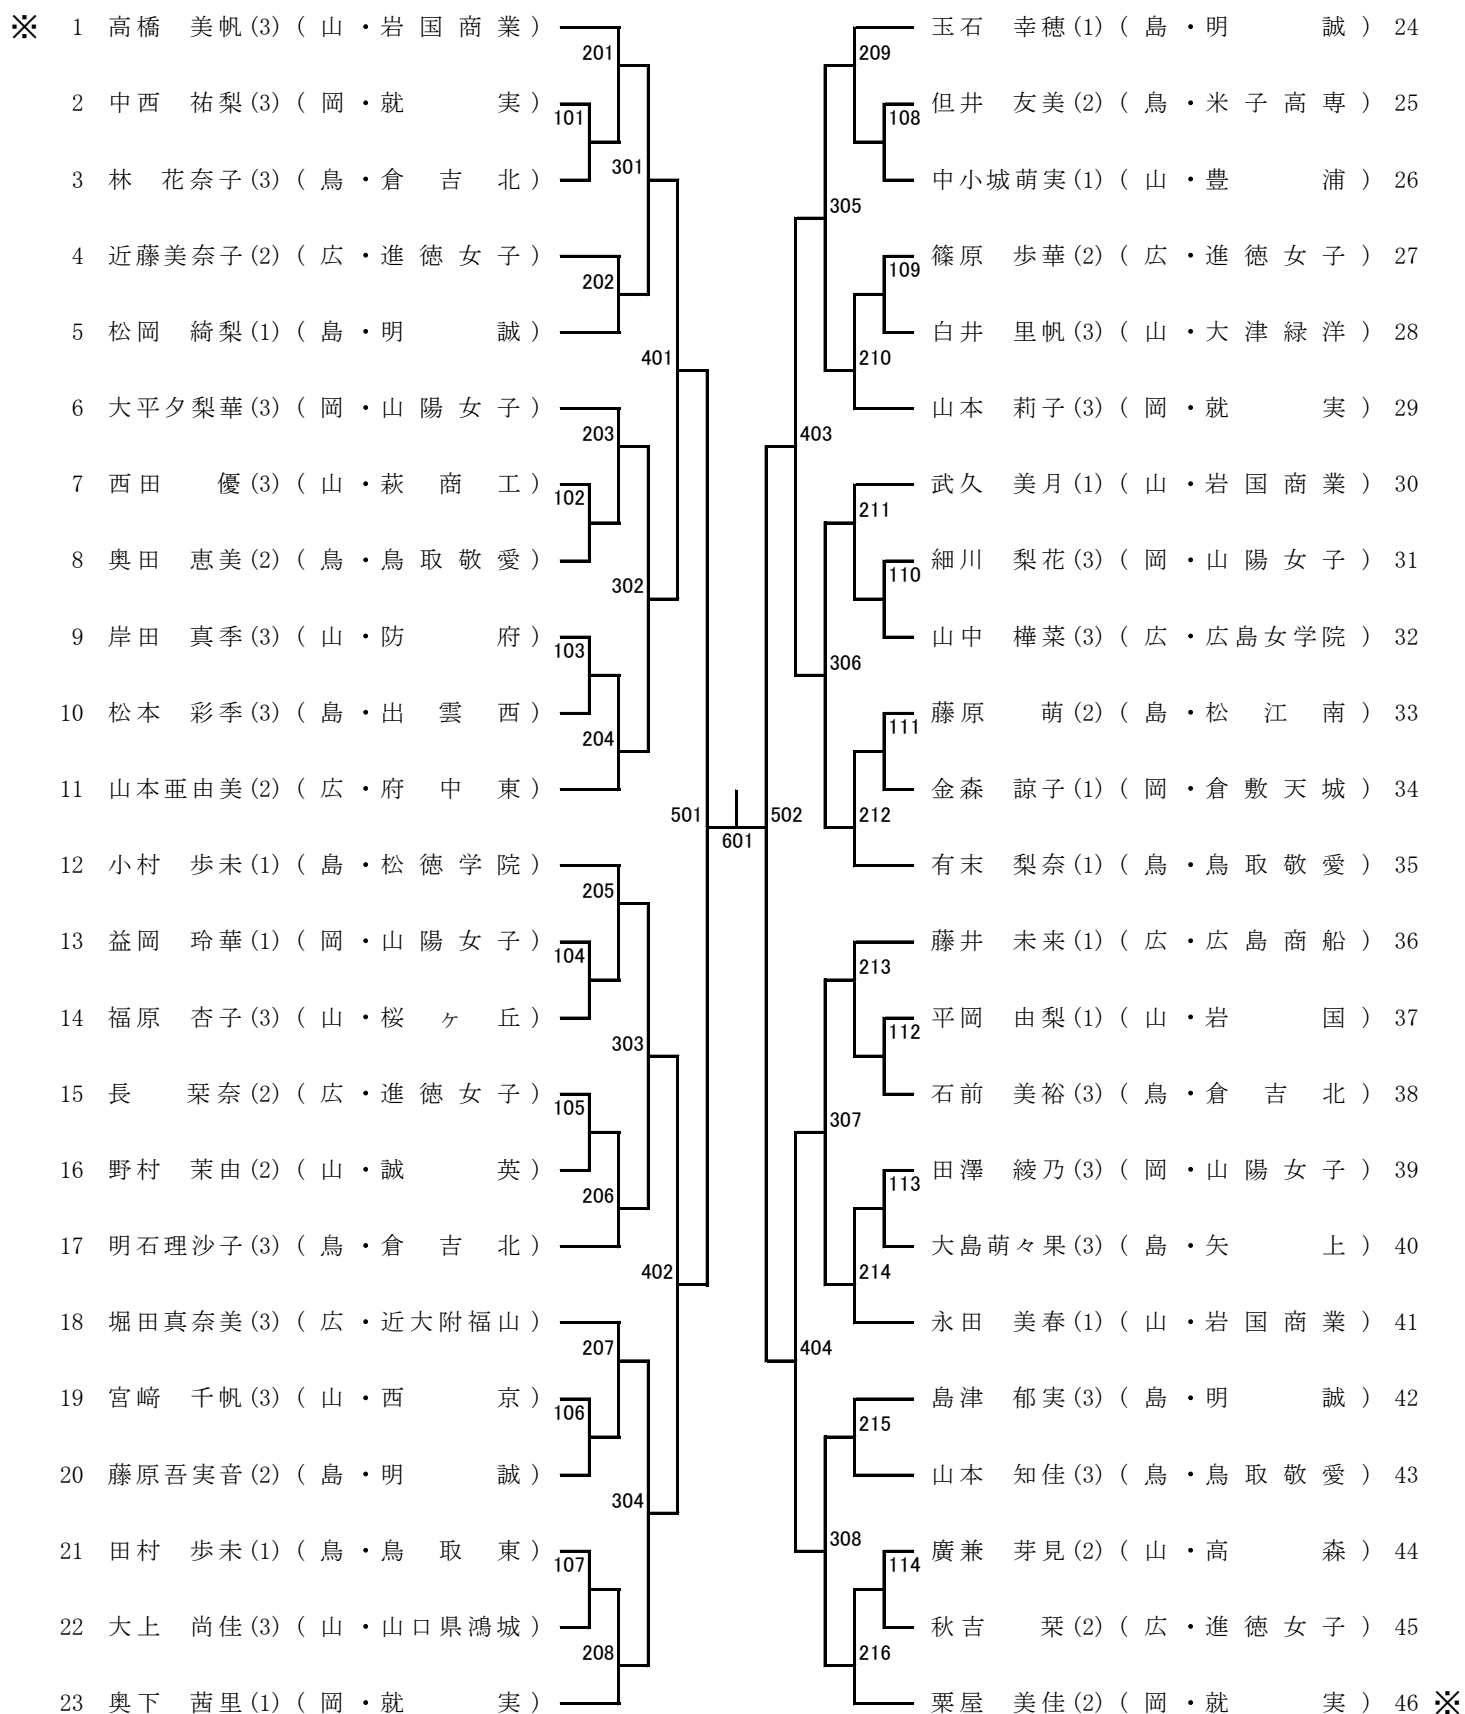 ※ 1 高橋 美帆(3) ( 山・岩国商業 )
201
2 中西 祐梨(3) ( 岡・就実 )
101
3 林 花奈子(3) ( 鳥・倉吉北 )
301
4 近藤美奈子(2) ( 広・進徳女子 )
202
5 松岡 綺梨(1) ( 島・明誠 )
401
6 大平夕梨華(3) ( 岡・山陽女子 )
203
7 西田 優(3) ( 山・萩商工 )
102
8 奥田 恵美(2) ( 鳥・鳥取敬愛 )
302
9 岸田 真季(3) ( 山・防府 )
103
10 松本 彩季(3) ( 島・出雲西 )
204
11 山本亜由美(2) ( 広・府中東 )
501
12 小村 歩未(1) ( 島・松徳学院 )
205
13 益岡 玲華(1) ( 岡・山陽女子 )
104
14 福原 杏子(3) ( 山・桜ヶ丘 )
303
15 長 栞奈(2) ( 広・進徳女子 )
105
16 野村 茉由(2) ( 山・誠英 )
206
17 明石理沙子(3) ( 鳥・倉吉北 )
402
18 堀田真奈美(3) ( 広・近大附福山 )
207
19 宮﨑 千帆(3) ( 山・西京 )
106
20 藤原吾実音(2) ( 島・明誠 )
304
21 田村 歩未(1) ( 鳥・鳥取東 )
107
22 大上 尚佳(3) ( 山・山口県鴻城 )
208
23 奥下 茜里(1) ( 岡・就実 )
601
玉石 幸穂(1) ( 島・明誠 ) 24
209
但井 友美(2) ( 鳥・米子高専 ) 25
108
中小城萌実(1) ( 山・豊浦 ) 26
305
篠原 歩華(2) ( 広・進徳女子 ) 27
109
白井 里帆(3) ( 山・大津緑洋 ) 28
210
山本 莉子(3) ( 岡・就実 ) 29
403
武久 美月(1) ( 山・岩国商業 ) 30
211
細川 梨花(3) ( 岡・山陽女子 ) 31
110
山中 樺菜(3) ( 広・広島女学院 ) 32
306
藤原 萌(2) ( 島・松江南 ) 33
111
金森 諒子(1) ( 岡・倉敷天城 ) 34
212
502
有末 梨奈(1) ( 鳥・鳥取敬愛 ) 35
藤井 未来(1) ( 広・広島商船 ) 36
213
平岡 由梨(1) ( 山・岩国 ) 37
112
石前 美裕(3) ( 鳥・倉吉北 ) 38
307
田澤 綾乃(3) ( 岡・山陽女子 ) 39
113
大島萌々果(3) ( 島・矢上 ) 40
214
永田 美春(1) ( 山・岩国商業 ) 41
404
島津 郁実(3) ( 島・明誠 ) 42
215
山本 知佳(3) ( 鳥・鳥取敬愛 ) 43
308
廣兼 芽見(2) ( 山・高森 ) 44
114
秋吉 栞(2) ( 広・進徳女子 ) 45
216
粟屋 美佳(2) ( 岡・就実 ) 46 ※